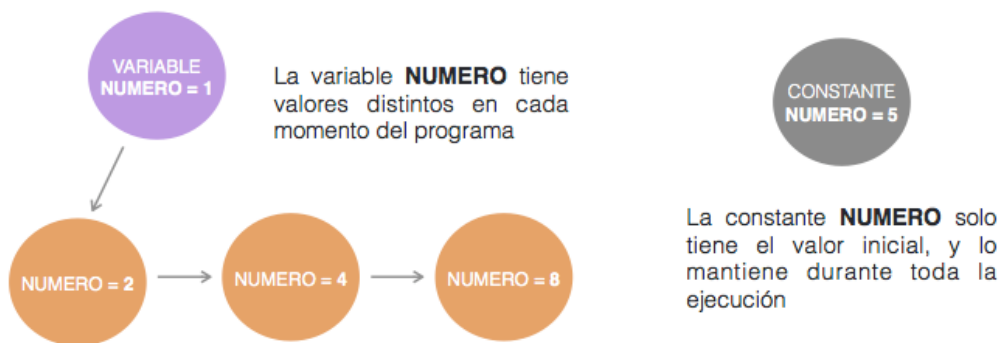 VARIABLE
NUMERO = 1
La variable NUMERO tiene
valores distintos en cada
momento del programa
CONSTANTE
NUMERO = 5
NUMERO = 2
NUMERO = 4
NUMERO = 8
La constante NUMERO solo
tiene el valor inicial, y lo
mantiene durante toda la
ejecución